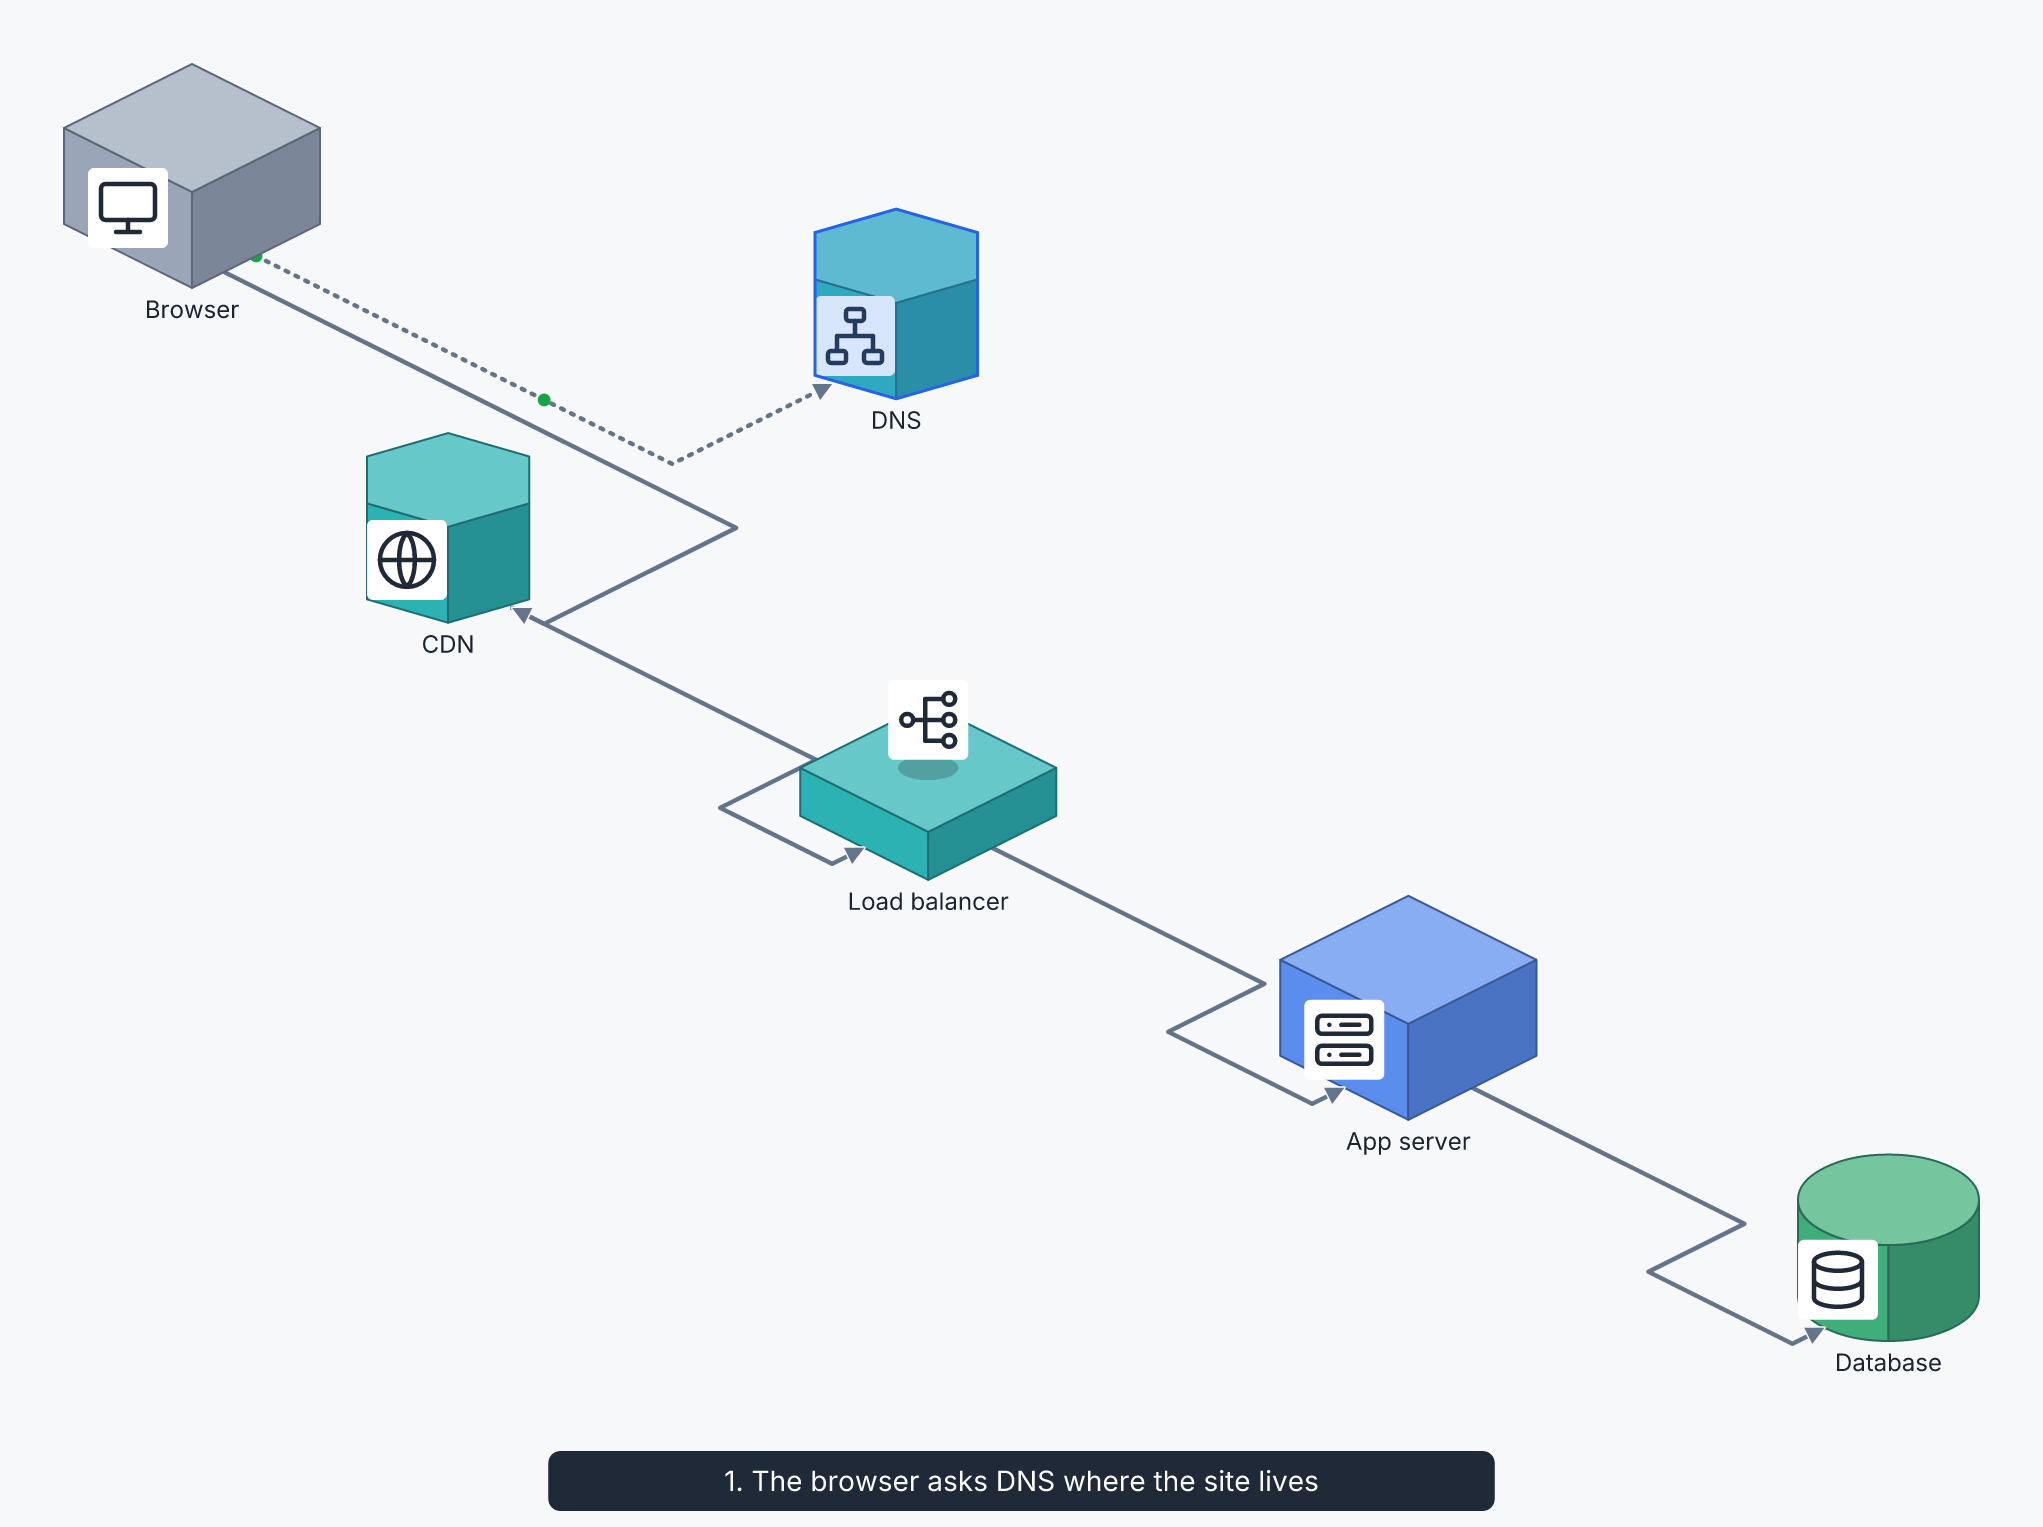 Browser
DNS
CDN
Load balancer
App server
Database
1. The browser asks DNS where the site lives